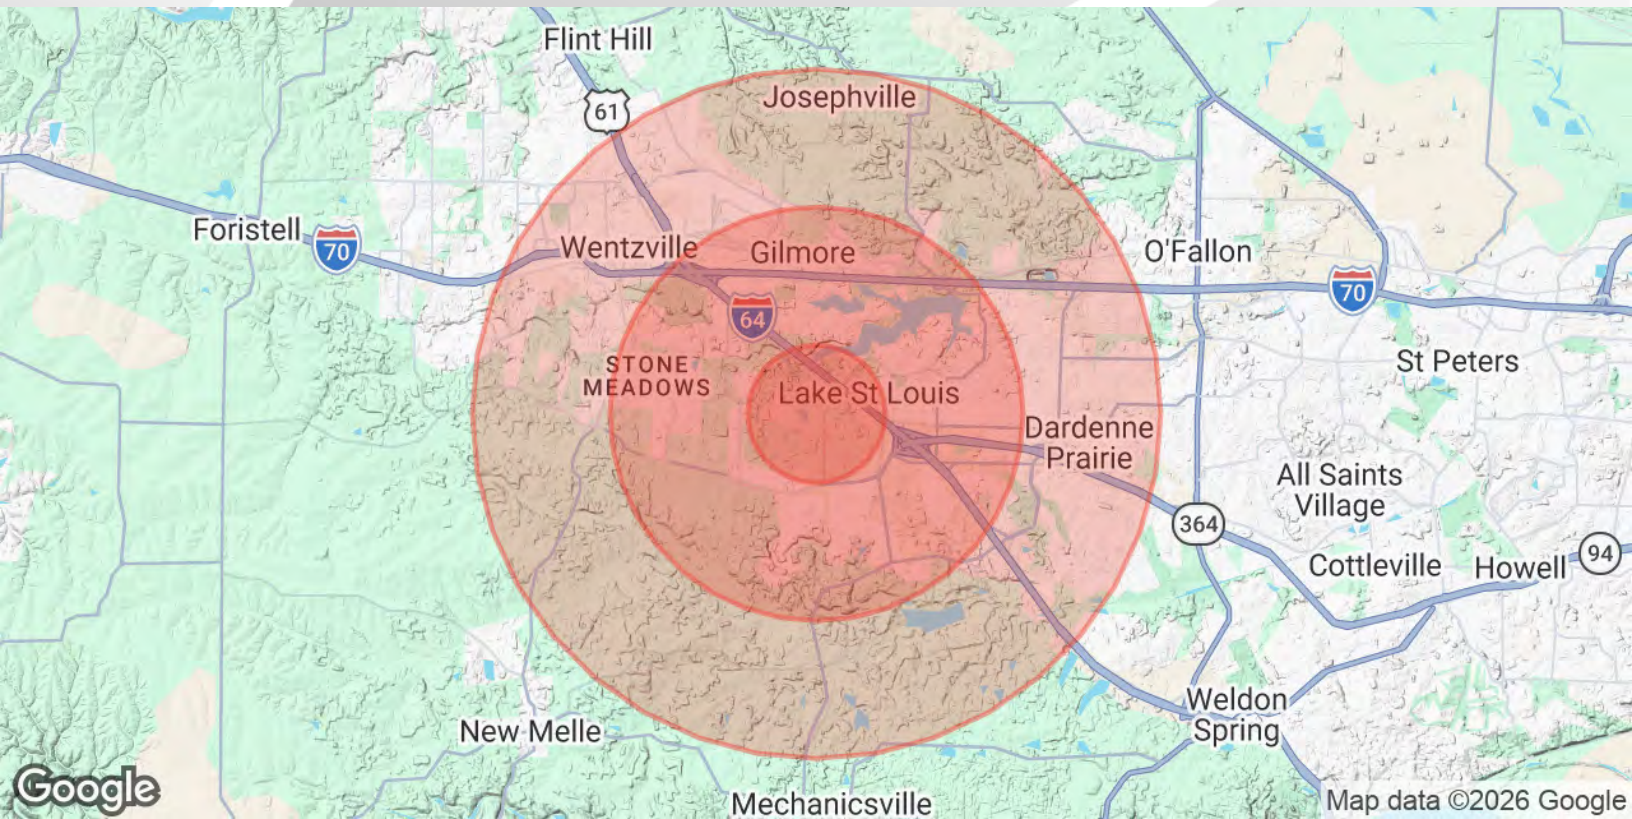 Flint Hill
Josephville
61
Foristell
70
Wentzville
Gilmore
O'Fallon
70
64
STONE
MEADOWS
Lake St Louis
St Peters
Dardenne
Prairie
All Saints
Village
364
Cottleville
Howell
94
New Melle
Weldon
Spring
Mechanicsville
Google
Map data ©2026 Google